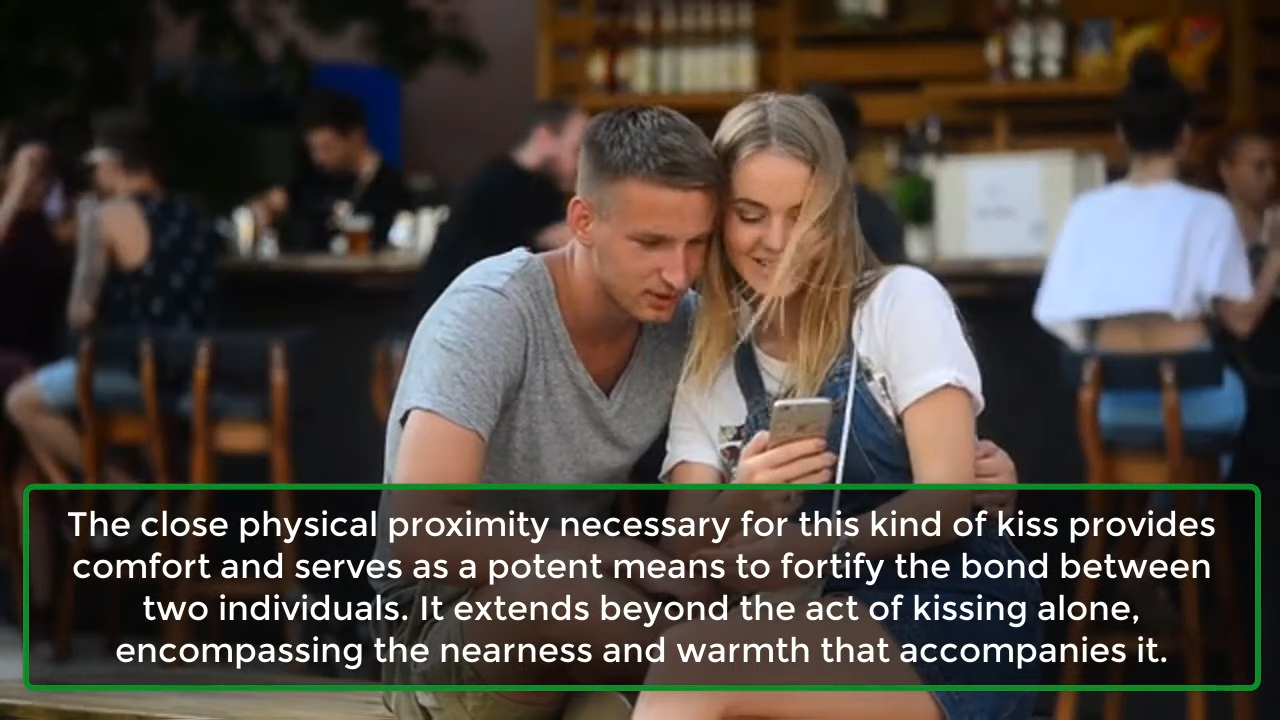 The close physical proximity necessary for this kind of kiss provides
comfort and serves as a potent means to fortify the bond between
two individuals. It extends beyond the act of kissing alone,
encompassing the nearness and warmth that accompanies it.